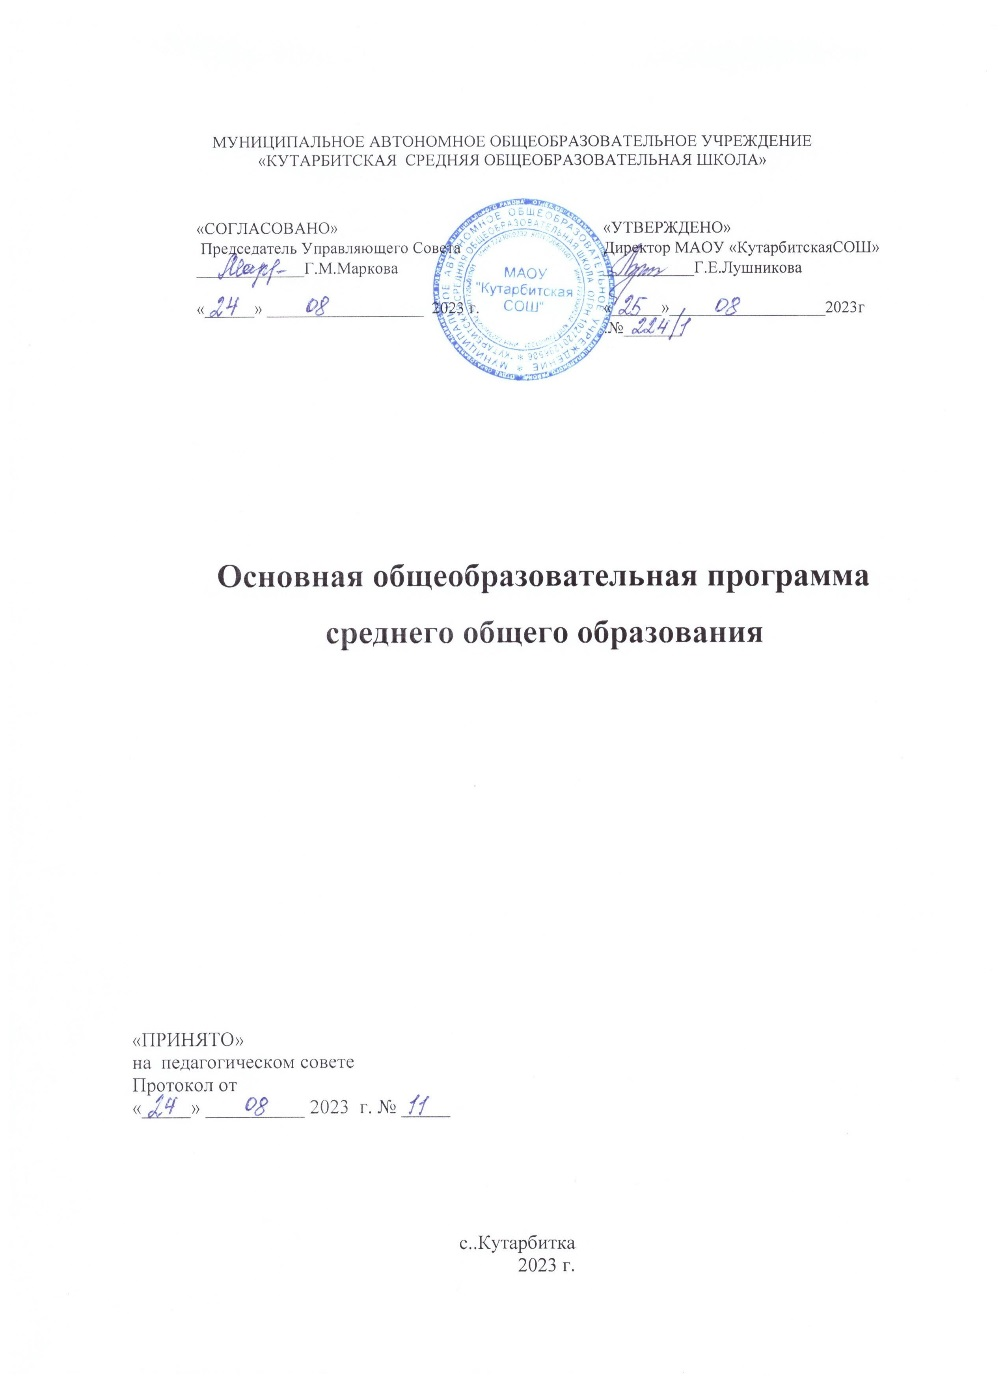 МУНИЦИПАЛЬНОЕ АВТОНОМНОЕ ОБЩЕОБРАЗОВАТЕЛЬНОЕ УЧРЕЖДЕНИЕ
«КУТАРБИТСКАЯ СРЕДНЯЯ ОБЩЕОБРАЗОВАТЕЛЬНАЯ ШКОЛА»
«СОГЛАСОВАНО»
Председатель Управляющего Совета
____________Г.М.Маркова
«24» 08 2023 г.
МАОУ
"Кутарбитская
СОШ"
«УТВЕРЖДЕНО»
Директор МАОУ «КутарбитскаяСОШ»
____________Г.Е.Лушникова
«25» 08 2023г
.№ 224/1
Основная общеобразовательная программа
среднего общего образования
«ПРИНЯТО»
на педагогическом совете
Протокол от
«24» 08 2023 г. № 11
с..Кутарбитка
2023 г.